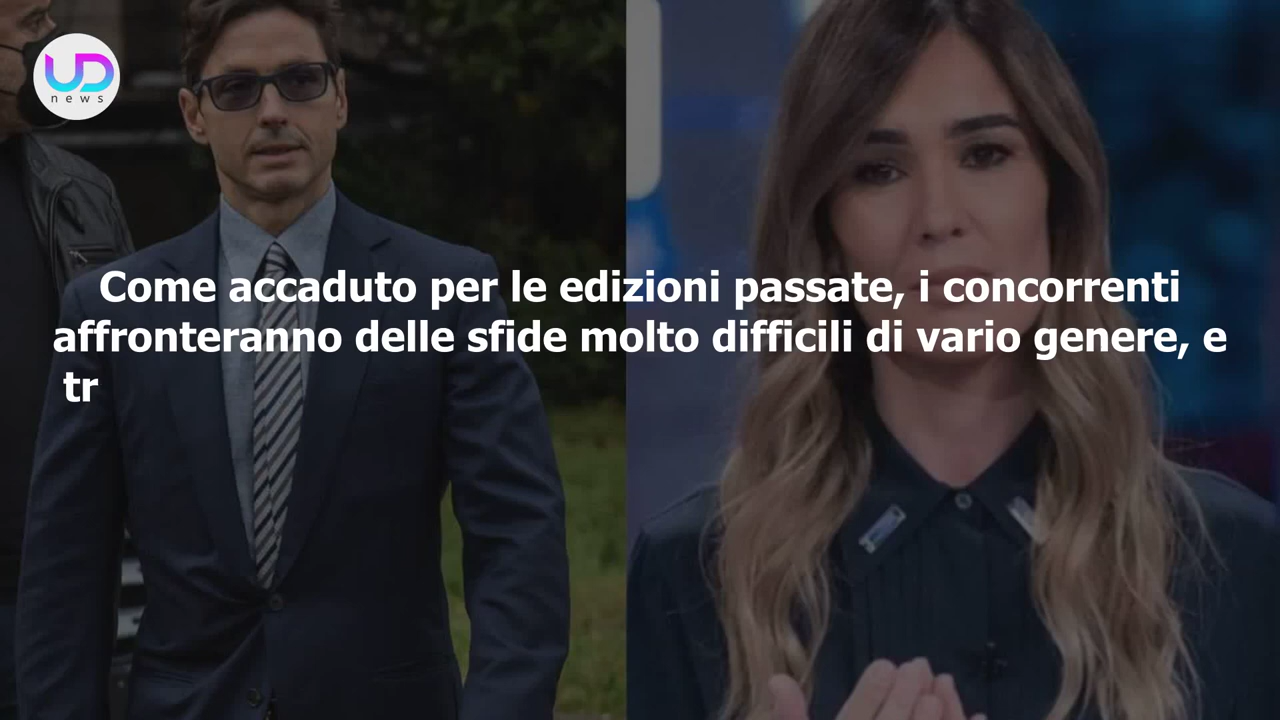 UD
news
Come accaduto per le edizioni passate, i concorrenti
affronteranno delle sfide molto difficili di vario genere, e
tr